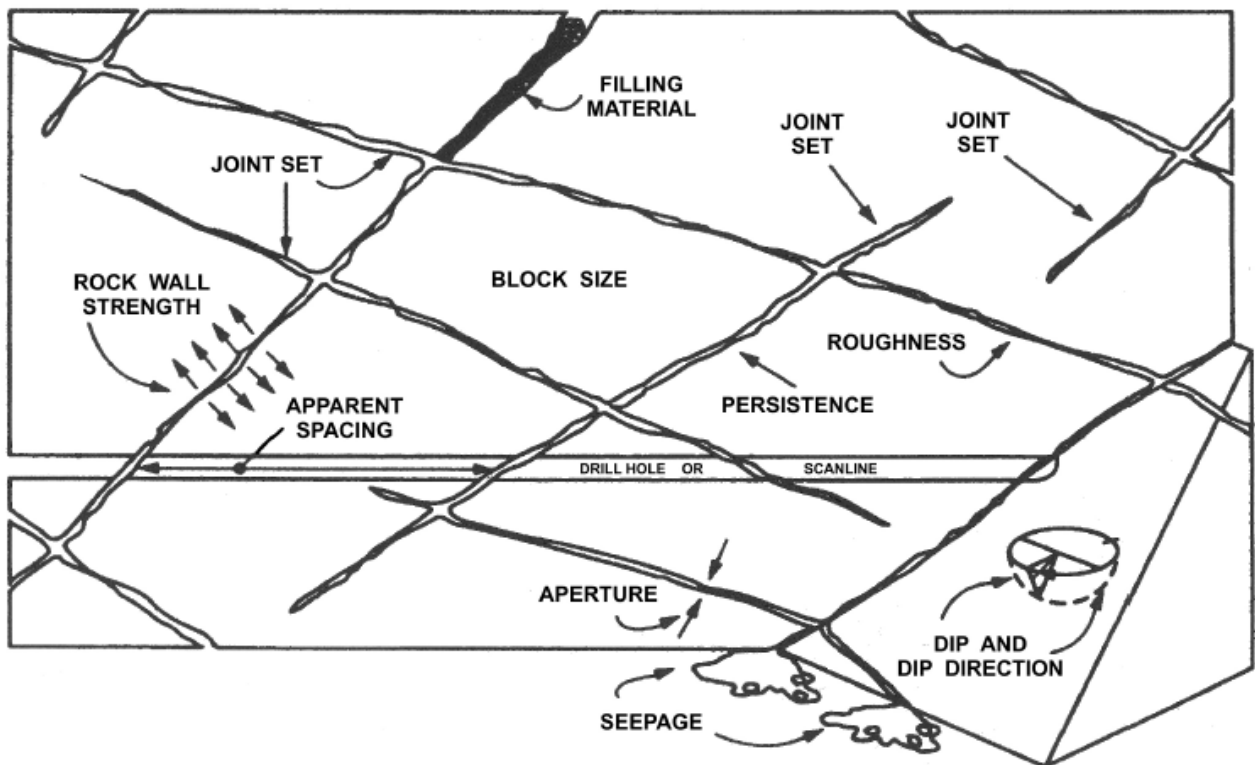 FILLING
MATERIAL
JOINT
SET
JOINT
SET
JOINT SET
ROCK WALL
STRENGTH
BLOCK SIZE
ROUGHNESS
PERSISTENCE
APPARENT
SPACING
DRILL HOLE OR SCANLINE
APERTURE
DIP AND
DIP DIRECTION
SEEPAGE